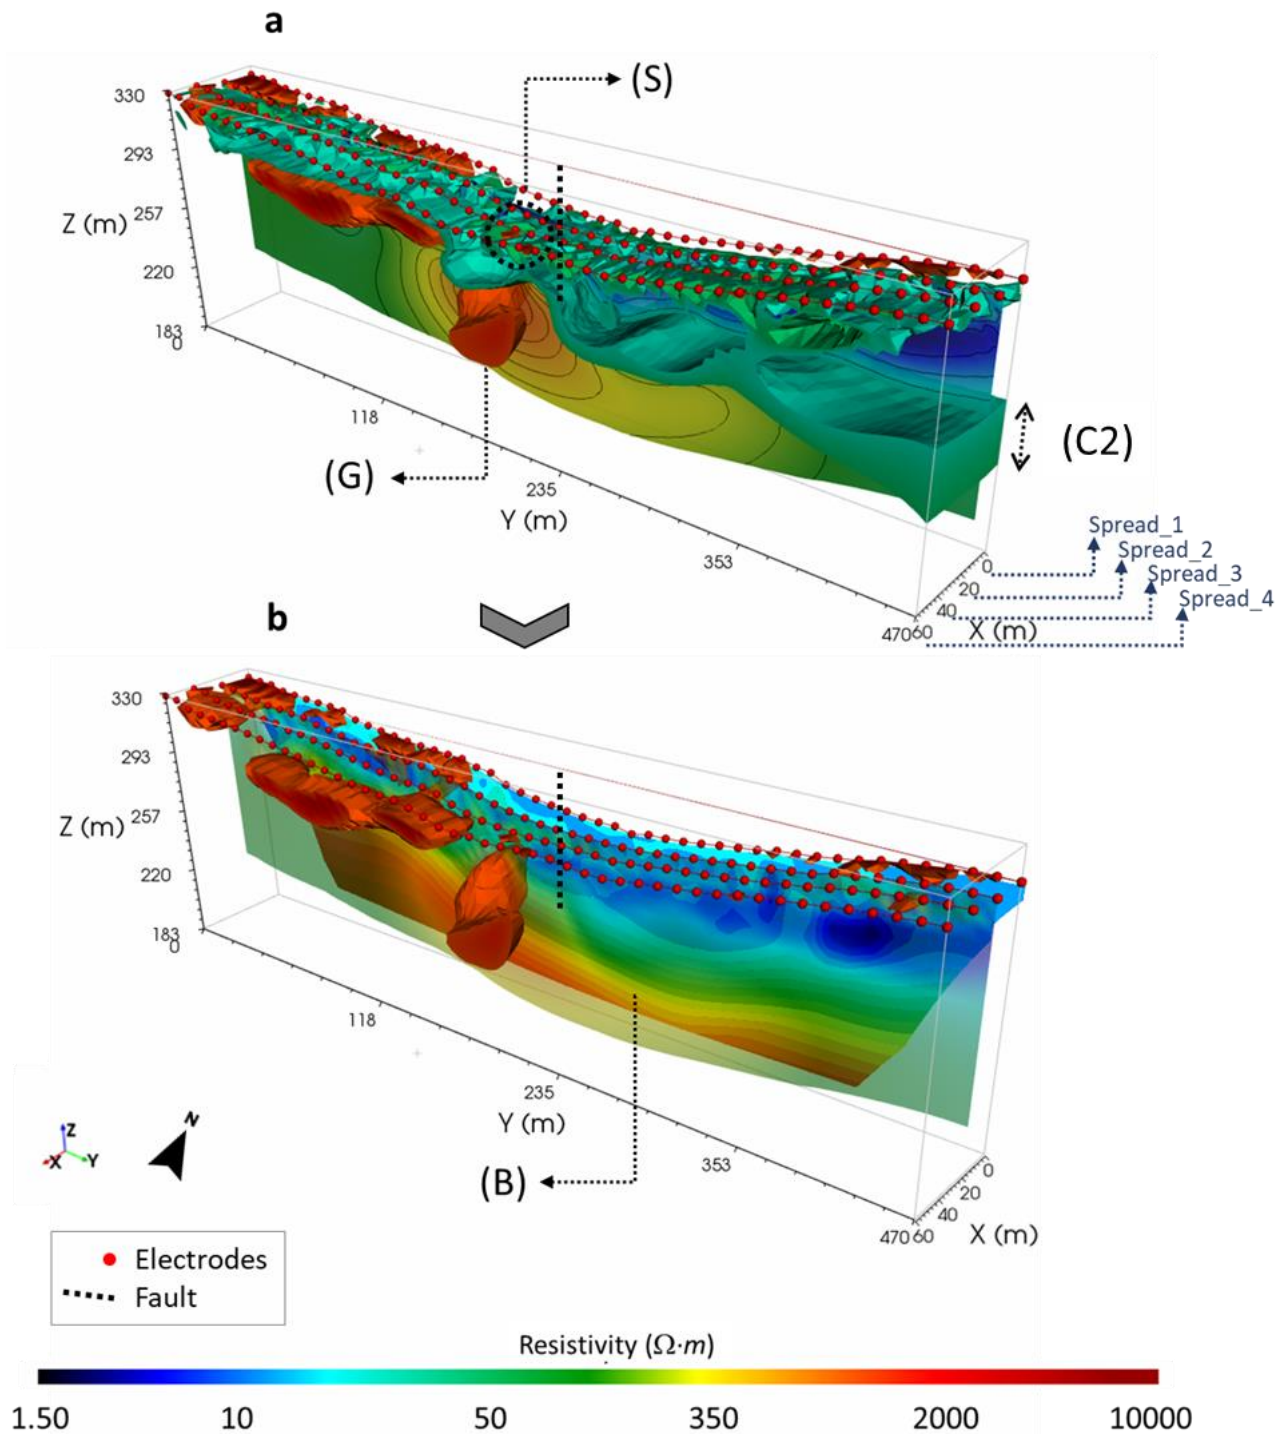 a
(S)
330
293
Z (m)
257
220
183
0
118
(G)
235
Y (m)
353
470
60
40
20
0
X (m)
(C2)
Spread_1
Spread_2
Spread_3
Spread_4
b
330
293
Z (m)
257
220
183
0
118
235
Y (m)
353
470
60
40
20
0
X (m)
(B)
Z
X
Y
N
Electrodes
Fault
Resistivity (Ω·m)
1.50 10 50 350 2000 10000